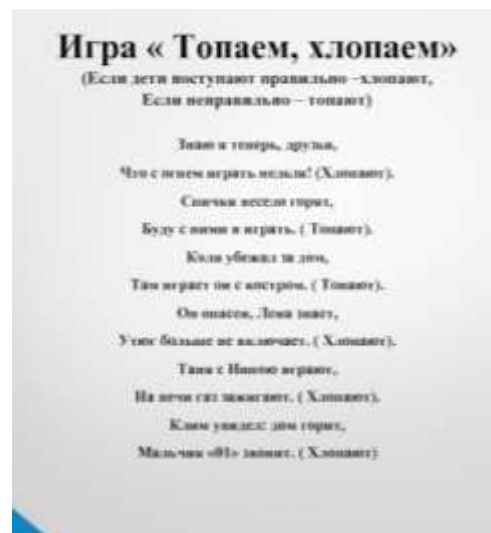 Игра « Топаем, хлопаем»
(Если дети поступают правильно –хлопают,
Если неправильно – топают)
Знаю я теперь, друзья,
Что с огнем играть нельзя! (Хлопают).
Спички весело горят,
Буду с ними я играть. ( Топают).
Коля убежал за дом,
Там играет он с костром. ( Топают).
Он опасен, Лена знает,
Утюг больше не включает. ( Хлопают).
Таня с Ниною играют,
На печи газ зажигают. ( Хлопают).
Клим увидел: дом горит,
Мальчик «01» звонит. ( Хлопают)